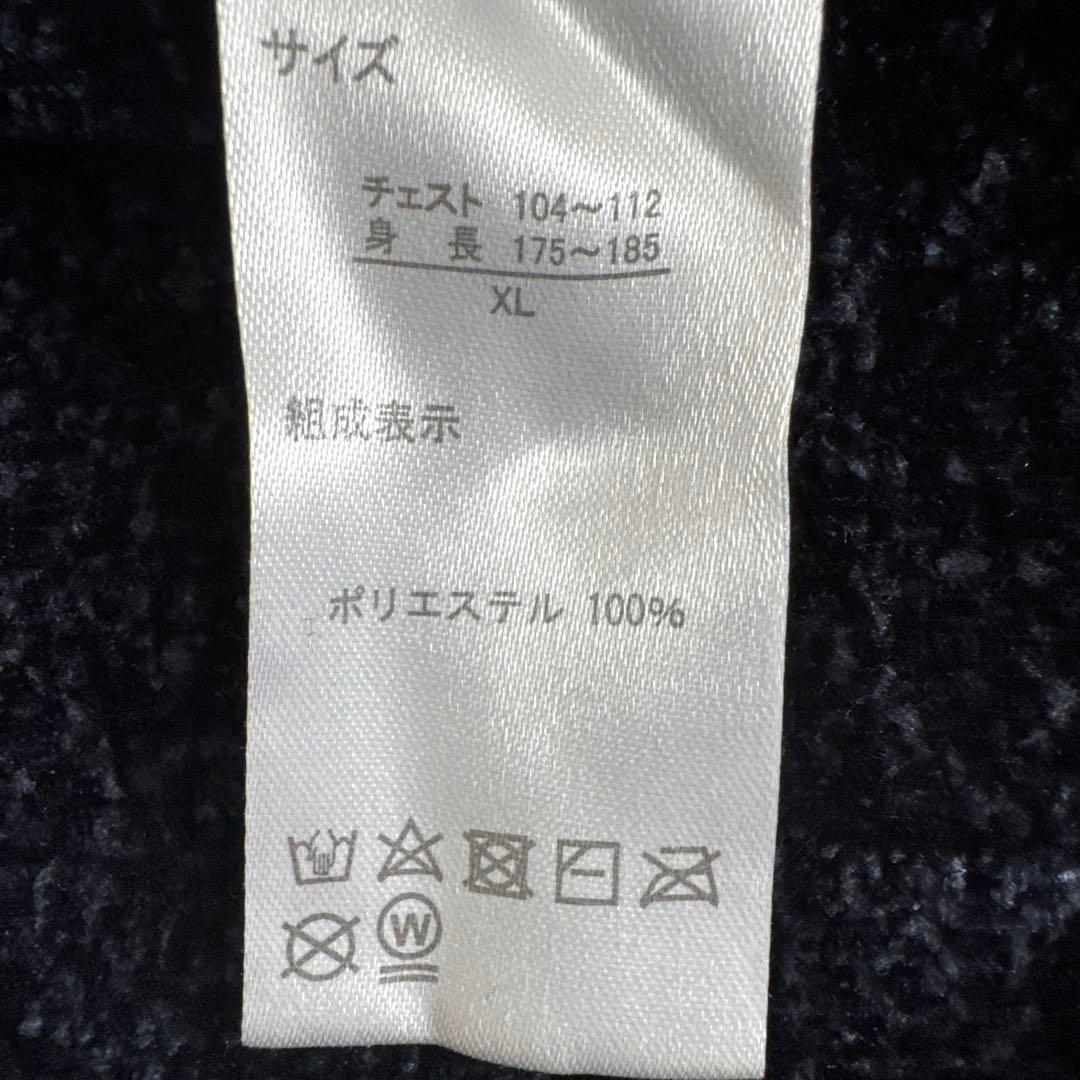 サイズ
チェスト 104～112
身 長 175～185
XL
組成表示
ポリエステル 100%
W